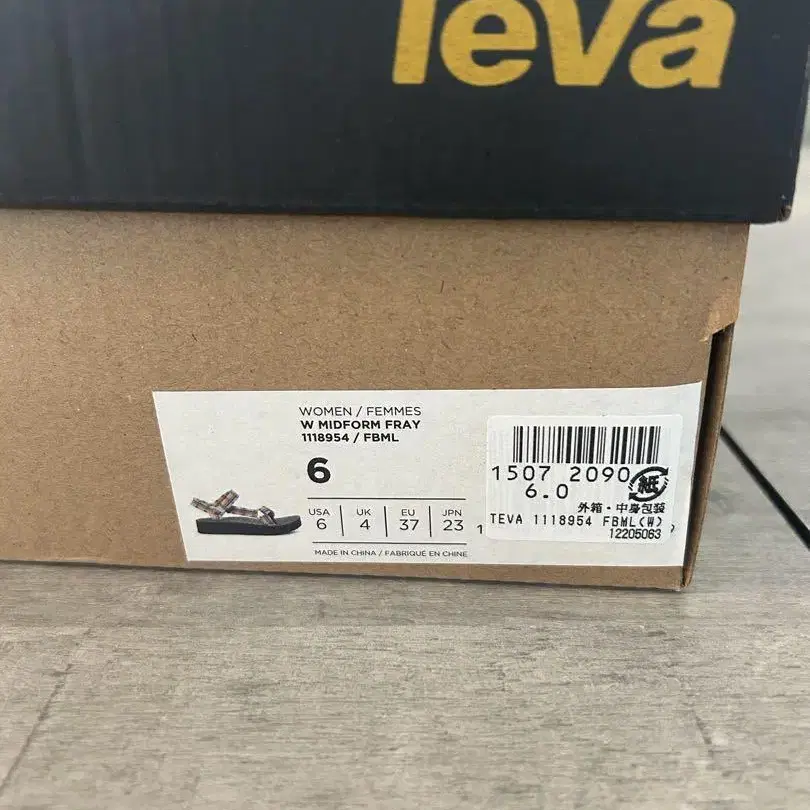 Teva
WOMEN / FEMMES
W MIDFORM FRAY
1118954 / FBML
6
USA UK EU JPN
6 4 37 23
MADE IN CHINA / FABRIQUÉ EN CHINE
1507 2090
6.0
紙
外箱・中身包装
TEVA 1118954 FBML(W)
12205063